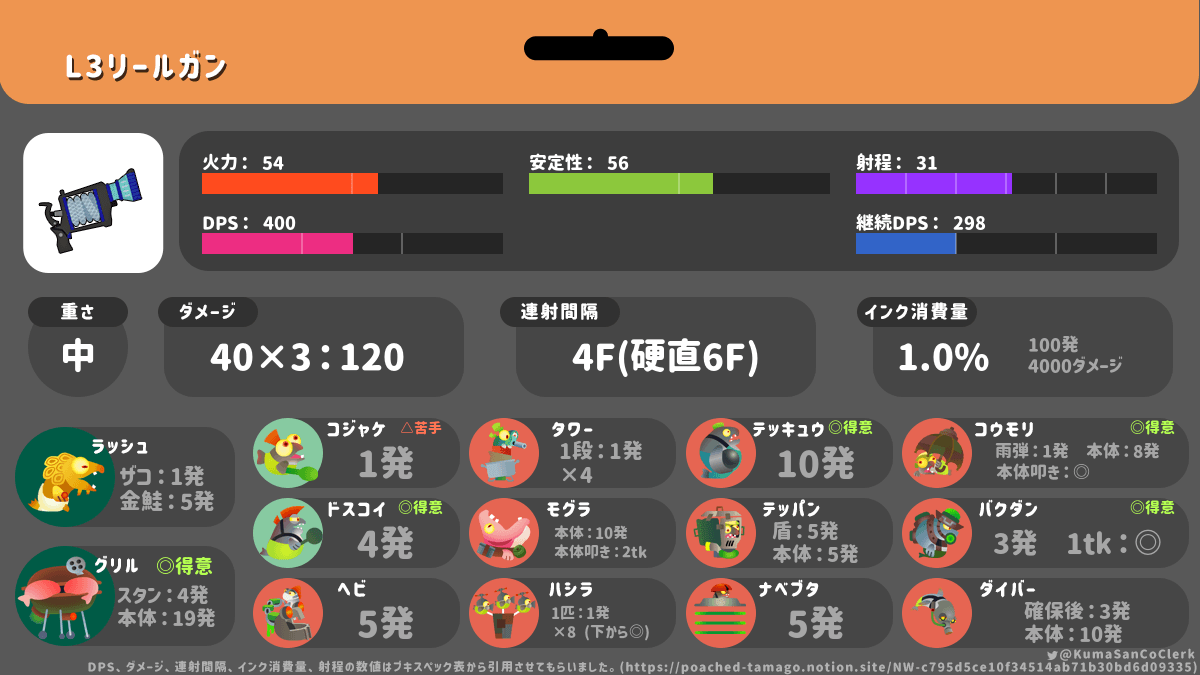 L3リールガン
火力： 54
安定性： 56
射程： 31
DPS： 400
継続DPS： 298
重さ
中
ダメージ
40×3：120
連射間隔
4F(硬直6F)
インク消費量
1.0%
100発
4000ダメージ
ラッシュ
ザコ：1発
金鮭：5発
グリル ◎得意
スタン：4発
本体：19発
コジャケ △苦手
1発
タワー
1段：1発
×4
テッキュウ ◎得意
10発
コウモリ ◎得意
雨弾：1発 本体：8発
本体叩き：◎
ドスコイ ◎得意
4発
モグラ
本体：10発
本体叩き：2tk
テッパン
盾：5発
本体：5発
バクダン ◎得意
3発 1tk：◎
ヘビ
5発
ハシラ
1匹：1発
×8 (下から◎)
ナベブタ
5発
ダイバー
確保後：3発
本体：10発
@KumaSanCoClerk
DPS、ダメージ、連射間隔、インク消費量、射程の数値はブキスペック表から引用させてもらいました。(https://poached-tamago.notion.site/NW-c795d5ce10f34514ab71b30bd6d09335)